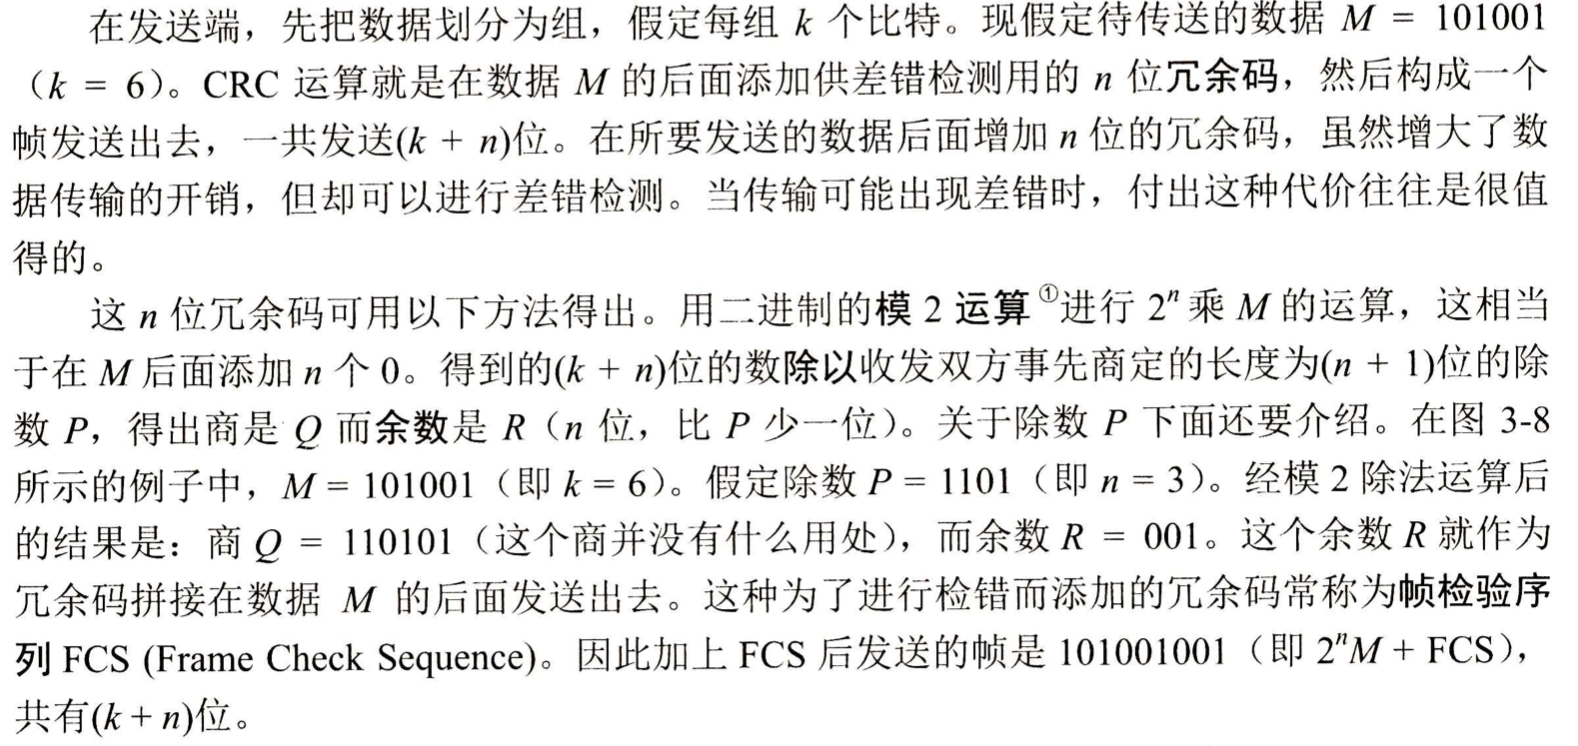 在发送端，先把数据划分为组，假定每组 k 个比特。现假定待传送的数据 M = 101001
（k = 6）。CRC 运算就是在数据 M 的后面添加供差错检测用的 n 位冗余码，然后构成一个
帧发送出去，一共发送(k + n)位。在所要发送的数据后面增加 n 位的冗余码，虽然增大了数
据传输的开销，但却可以进行差错检测。当传输可能出现差错时，付出这种代价往往是很值
得的。
这 n 位冗余码可用以下方法得出。用二进制的模 2 运算①进行 2ⁿ 乘 M 的运算，这相当
于在 M 后面添加 n 个 0。得到的(k + n)位的数除以收发双方事先商定的长度为(n + 1)位的除
数 P，得出商是 Q 而余数是 R（n 位，比 P 少一位）。关于除数 P 下面还要介绍。在图 3-8
所示的例子中，M = 101001（即 k = 6）。假定除数 P = 1101（即 n = 3）。经模 2 除法运算后
的结果是：商 Q = 110101（这个商并没有什么用处），而余数 R = 001。这个余数 R 就作为
冗余码拼接在数据 M 的后面发送出去。这种为了进行检错而添加的冗余码常称为帧检验序
列 FCS (Frame Check Sequence)。因此加上 FCS 后发送的帧是 101001001（即 2ⁿM + FCS），
共有(k + n)位。